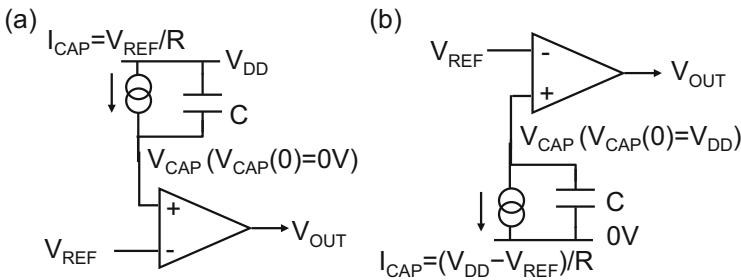 (a)
I_CAP=V_REF/R
V_DD
C
V_CAP (V_CAP(0)=0V)
+
-
V_REF
V_OUT
(b)
V_REF
-
+
V_OUT
V_CAP (V_CAP(0)=V_DD)
C
0V
I_CAP=(V_DD−V_REF)/R